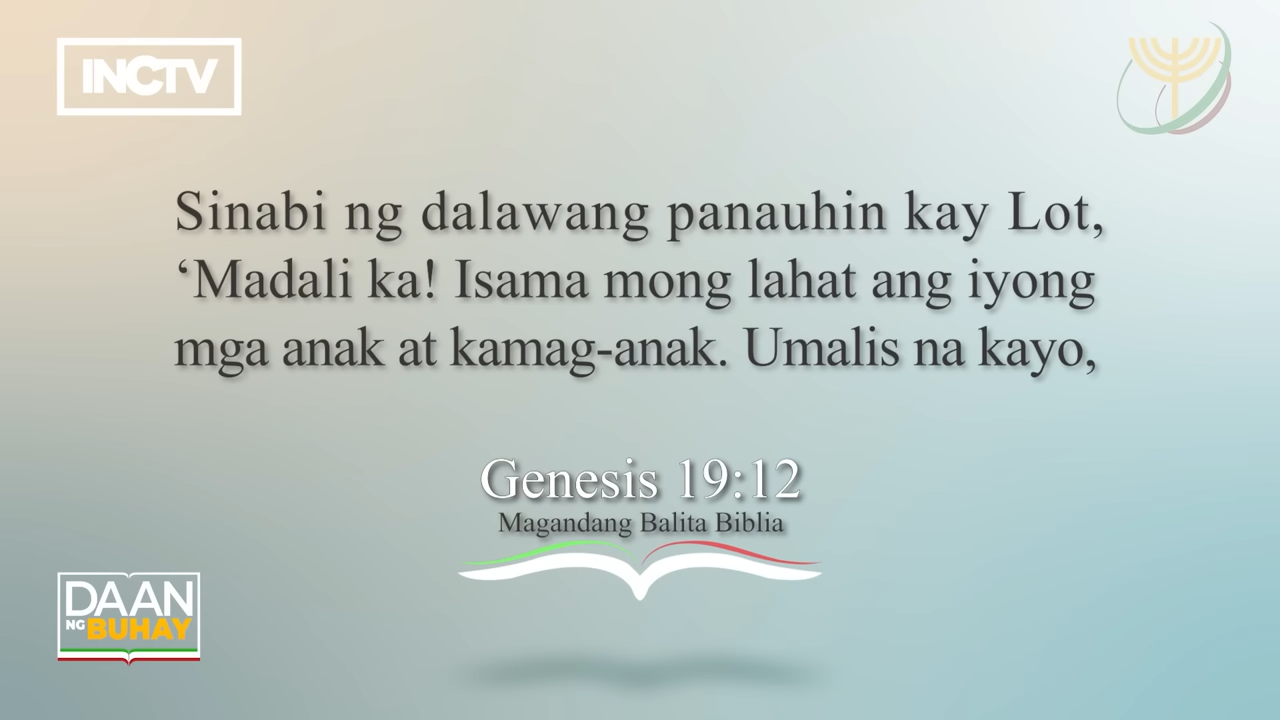 INCTV
Sinabi ng dalawang panauhin kay Lot,
‘Madali ka! Isama mong lahat ang iyong
mga anak at kamag-anak. Umalis na kayo,
Genesis 19:12
Magandang Balita Biblia
DAAN
NG BUHAY